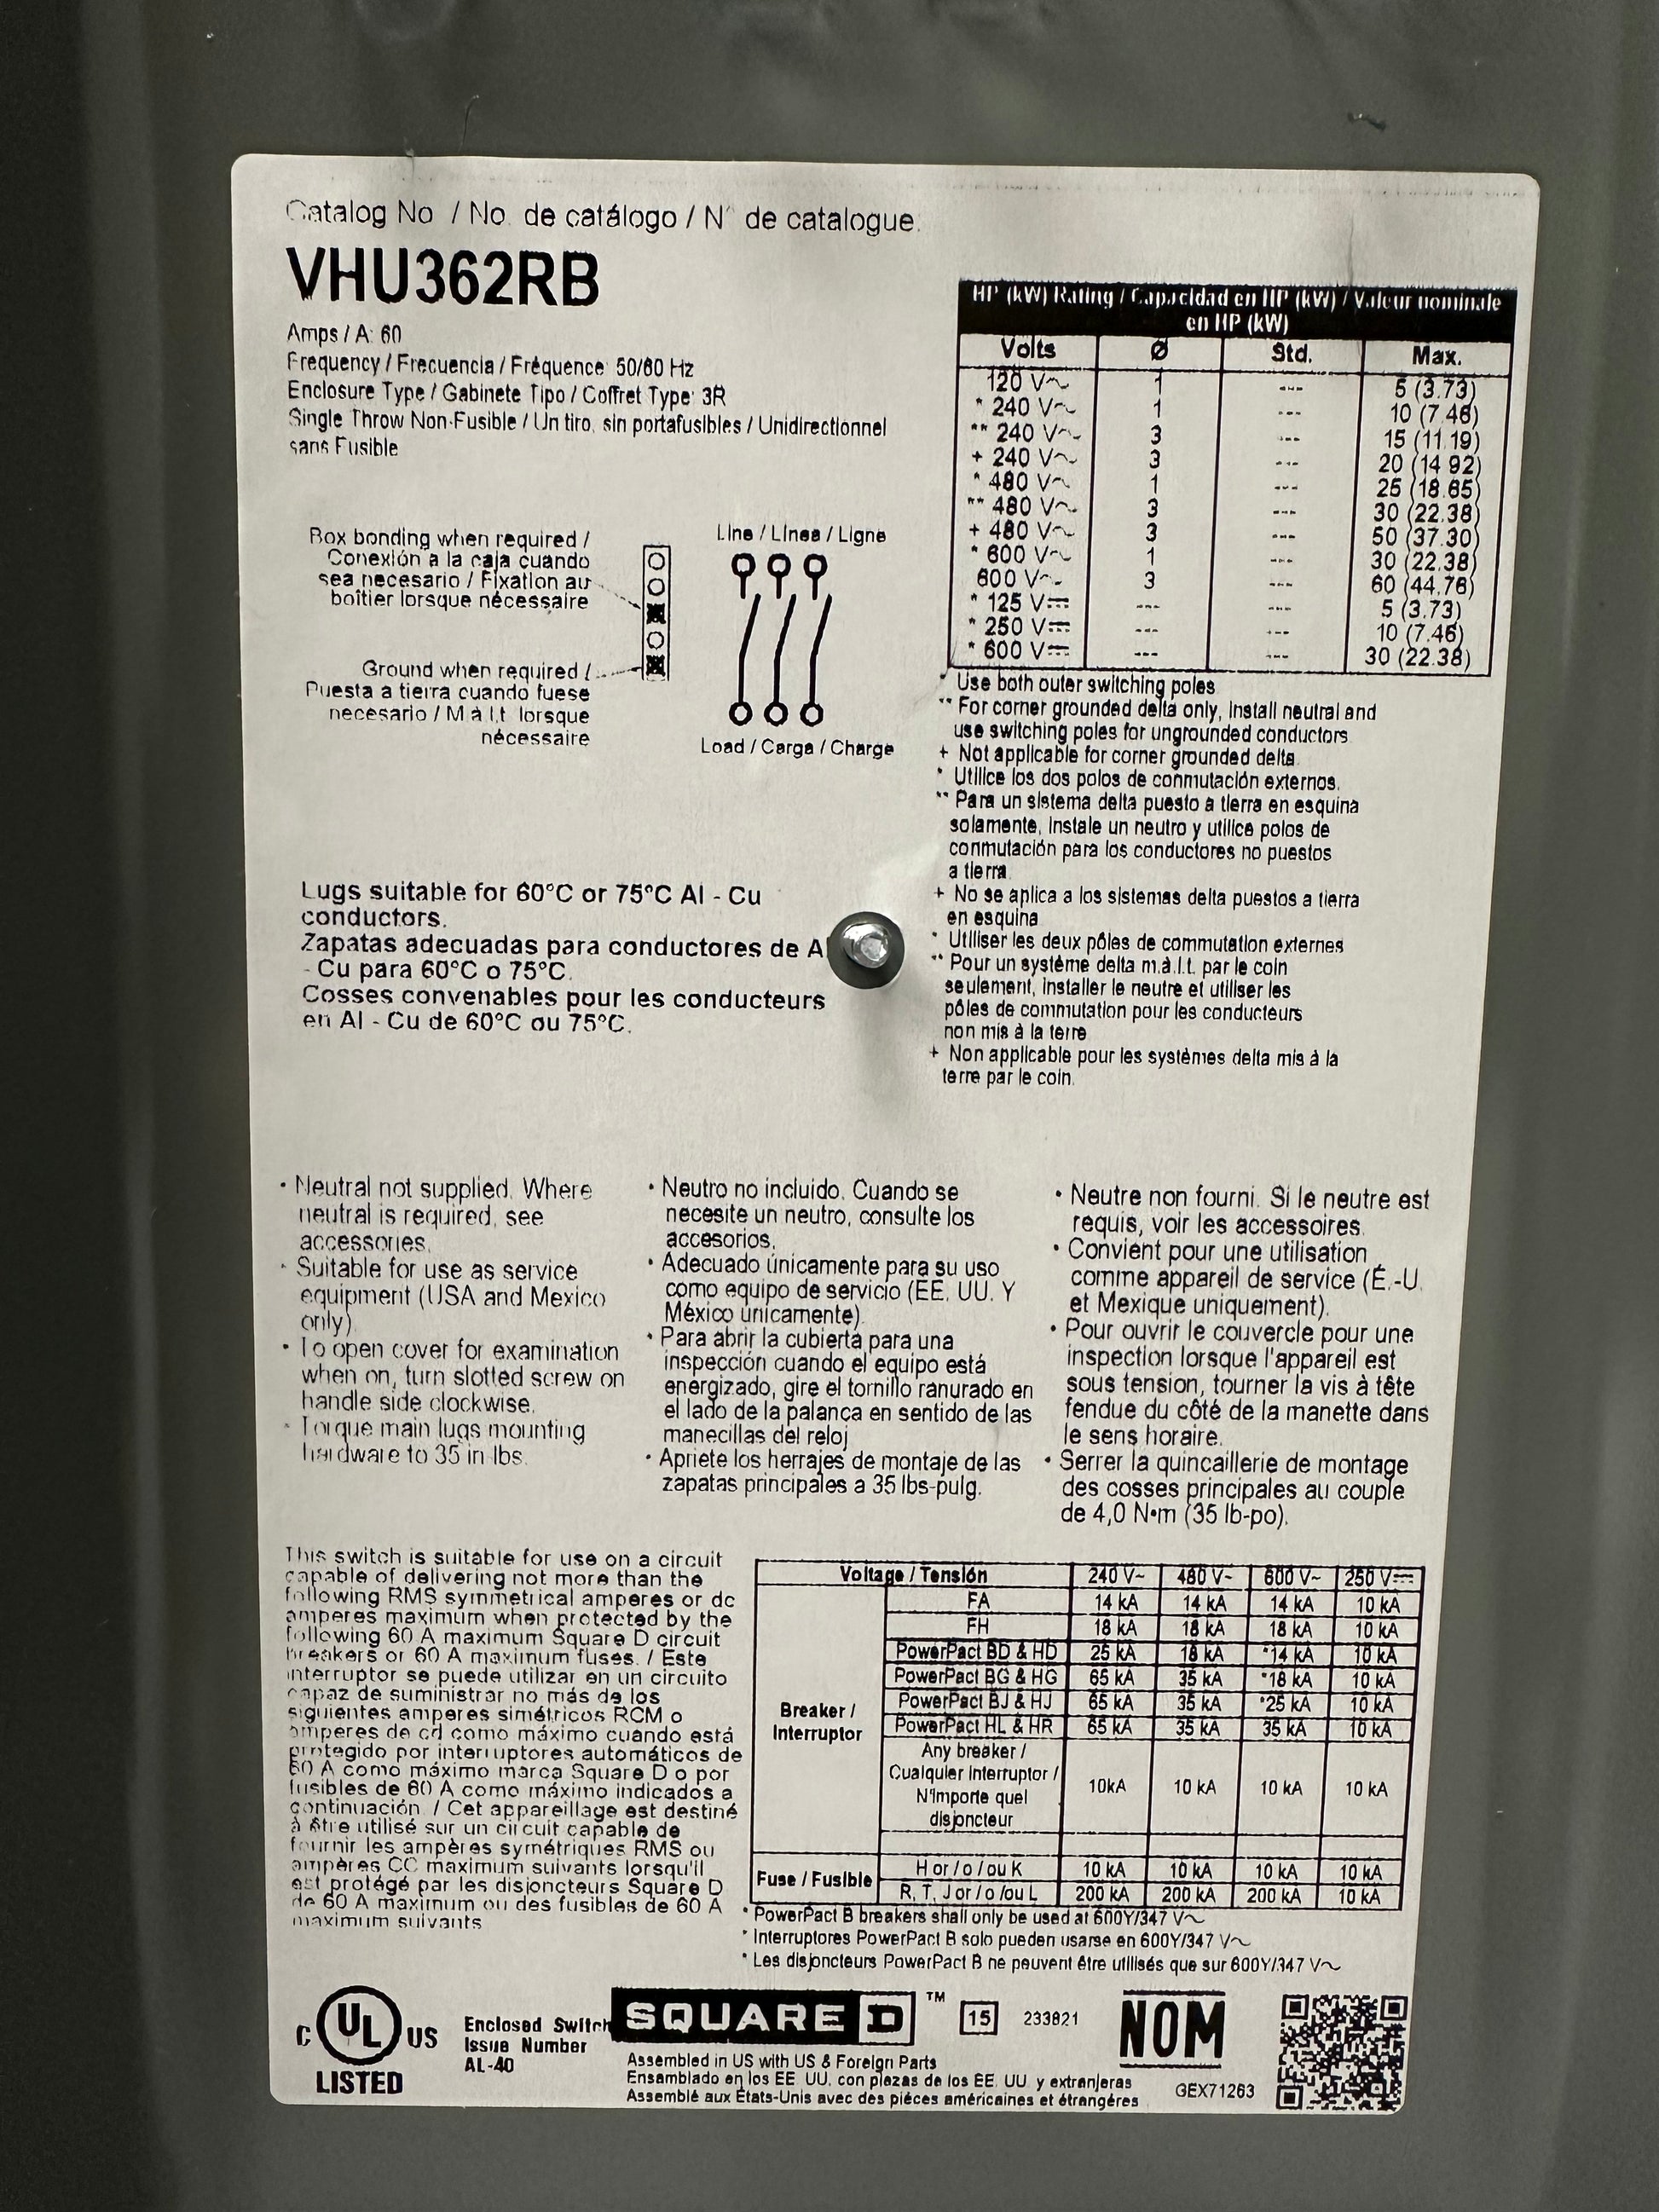 Catalog No / No de catálogo / N° de catalogue.
VHU362RB
Amps / A: 60
Frequency / Frecuencia / Fréquence: 50/60 Hz
Enclosure Type / Gabinete Tipo / Coffret Type: 3R
Single Throw Non-Fusible / Un tiro, sin portafusibles / Unidirectionnel
sans Fusible
HP (kW) Rating / Capacidad en HP (kW) / Valeur nominale
en HP (kW)
Volts Ø Std. Max.
120 V~ 1 --- 5 (3.73)
* 240 V~ 1 --- 10 (7.46)
** 240 V~ 3 --- 15 (11.19)
+ 240 V~ 3 --- 20 (14.92)
* 480 V~ 1 --- 25 (18.65)
** 480 V~ 3 --- 30 (22.38)
+ 480 V~ 3 --- 50 (37.30)
* 600 V~ 1 --- 30 (22.38)
600 V~ 3 --- 60 (44.76)
* 125 V⎓ --- --- 5 (3.73)
* 250 V⎓ --- --- 10 (7.46)
* 600 V⎓ --- --- 30 (22.38)
Box bonding when required /
Conexión a la caja cuando
sea necesario / Fixation au
boîtier lorsque nécessaire
Ground when required /
Puesta a tierra cuando fuese
necesario / M.à l.t. lorsque
nécessaire
Line / Línea / Ligne
Load / Carga / Charge
* Use both outer switching poles
** For corner grounded delta only, Install neutral and
use switching poles for ungrounded conductors
+ Not applicable for corner grounded delta.
* Utilice los dos polos de conmutación externos.
** Para un sistema delta puesto a tierra en esquina
solamente, Instale un neutro y utilice polos de
conmutación para los conductores no puestos
a tierra.
+ No se aplica a los sistemas delta puestos a tierra
en esquina
* Utiliser les deux pôles de commutation externes
** Pour un système delta m.à.l.t. par le coin
seulement, installer le neutre et utiliser les
pôles de commutation pour les conducteurs
non mis à la terre
+ Non applicable pour les systèmes delta mis à la
terre par le coin.
Lugs suitable for 60°C or 75°C Al - Cu
conductors.
Zapatas adecuadas para conductores de Al
- Cu para 60°C o 75°C.
Cosses convenables pour les conducteurs
en Al - Cu de 60°C ou 75°C.
• Neutral not supplied. Where
neutral is required, see
accessories.
• Suitable for use as service
equipment (USA and Mexico
only)
• To open cover for examination
when on, turn slotted screw on
handle side clockwise.
• Torque main lugs mounting
hardware to 35 in lbs.
• Neutro no incluido. Cuando se
necesite un neutro, consulte los
accesorios.
• Adecuado únicamente para su uso
como equipo de servicio (EE. UU. Y
México únicamente).
• Para abrir la cubierta para una
inspección cuando el equipo está
energizado, gire el tornillo ranurado en
el lado de la palanca en sentido de las
manecillas del reloj
• Apriete los herrajes de montaje de las
zapatas principales a 35 lbs-pulg.
• Neutre non fourni. Si le neutre est
requis, voir les accessoires.
• Convient pour une utilisation
comme appareil de service (É.-U.
et Mexique uniquement).
• Pour ouvrir le couvercle pour une
inspection lorsque l'appareil est
sous tension, tourner la vis à tête
fendue du côté de la manette dans
le sens horaire.
• Serrer la quincaillerie de montage
des cosses principales au couple
de 4,0 N•m (35 lb-po).
This switch is suitable for use on a circuit
capable of delivering not more than the
following RMS symmetrical amperes or dc
amperes maximum when protected by the
following 60 A maximum Square D circuit
breakers or 60 A maximum fuses. / Este
interruptor se puede utilizar en un circuito
capaz de suministrar no más de los
siguientes amperes simétricos RCM o
amperes de cd como máximo cuando está
protegido por interruptores automáticos de
60 A como máximo marca Square D o por
fusibles de 60 A como máximo indicados a
continuación. / Cet appareillage est destiné
à être utilisé sur un circuit capable de
fournir les ampères symétriques RMS ou
ampères CC maximum suivants lorsqu'il
est protégé par les disjoncteurs Square D
de 60 A maximum ou des fusibles de 60 A
maximum suivants
Voltage / Tensión 240 V~ 480 V~ 600 V~ 250 V⎓
Breaker /
Interruptor
FA 14 kA 14 kA 14 kA 10 kA
FH 18 kA 18 kA 18 kA 10 kA
PowerPact BD & HD 25 kA 18 kA *14 kA 10 kA
PowerPact BG & HG 65 kA 35 kA *18 kA 10 kA
PowerPact BJ & HJ 65 kA 35 kA *25 kA 10 kA
PowerPact HL & HR 65 kA 35 kA 35 kA 10 kA
Any breaker /
Cualquier Interruptor /
N'Importe quel
disjoncteur
10kA 10 kA 10 kA 10 kA
Fuse / Fusible
H or / o / ou K 10 kA 10 kA 10 kA 10 kA
R, T, J or / o /ou L 200 kA 200 kA 200 kA 10 kA
* PowerPact B breakers shall only be used at 600Y/347 V~
* Interruptores PowerPact B solo pueden usarse en 600Y/347 V~
* Les disjoncteurs PowerPact B ne peuvent être utilisés que sur 600Y/347 V~
C UL US
LISTED
Enclosed Switch
Issue Number
AL-40
SQUARE D ™
15 233821
NOM
Assembled in US with US & Foreign Parts
Ensamblado en los EE. UU. con piezas de los EE. UU. y extranjeras
Assemblé aux États-Unis avec des pièces américaines et étrangères
GEX71263